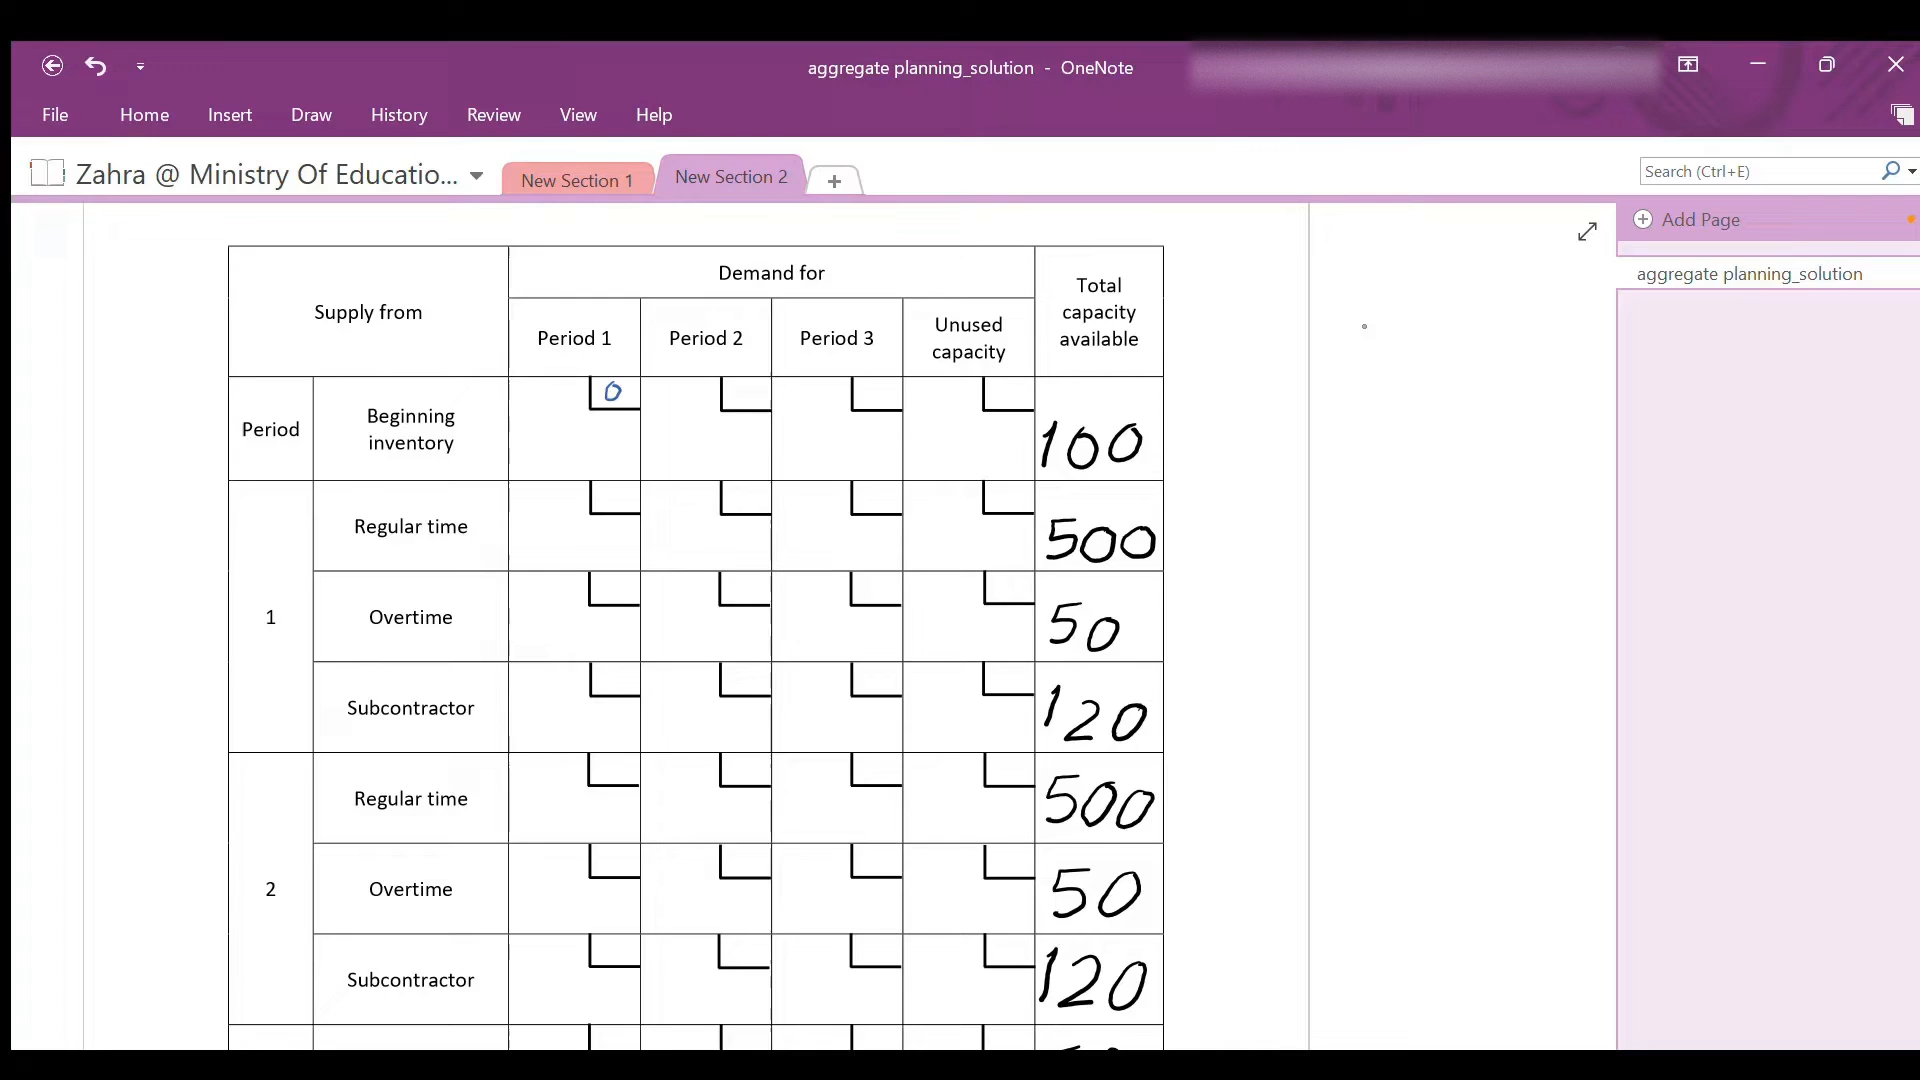 aggregate planning_solution - OneNote
File Home Insert Draw History Review View Help
Zahra @ Ministry Of Educatio...
New Section 1
New Section 2
Search (Ctrl+E)
Add Page
aggregate planning_solution
Supply from
Demand for
Total
capacity
available
Period 1
Period 2
Period 3
Unused
capacity
Period
Beginning
inventory
0
100
1
Regular time
500
Overtime
50
Subcontractor
120
2
Regular time
500
Overtime
50
Subcontractor
120